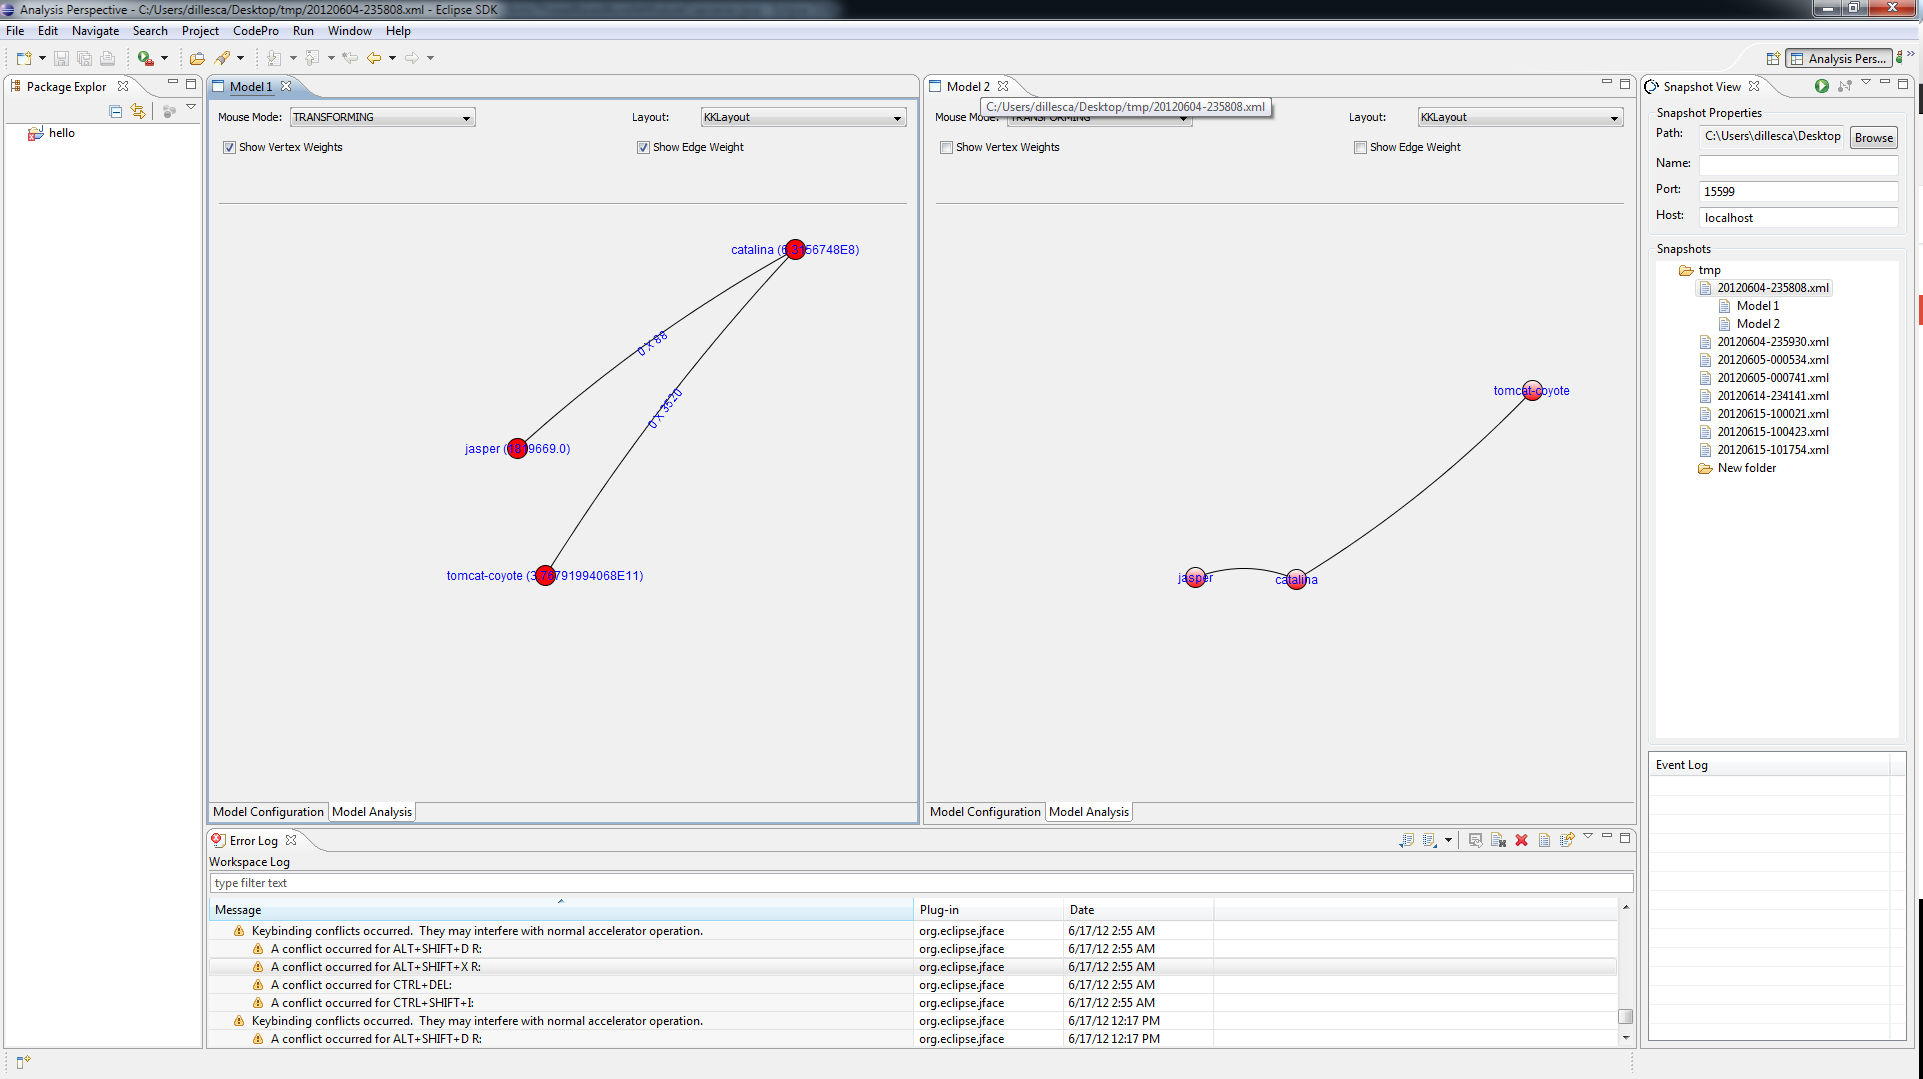 Analysis Perspective - C:/Users/dillesca/Desktop/tmp/20120604-235808.xml - Eclipse SDK
File Edit Navigate Search Project CodePro Run Window Help
Analysis Pers...
Package Explor
hello
Model 1
Mouse Mode: TRANSFORMING Layout: KKLayout
Show Vertex Weights Show Edge Weight
catalina (6. 156748E8)
0 X 88
0 X 3520
jasper (18 9669.0)
tomcat-coyote (3.76791994068E11)
Model Configuration Model Analysis
Model 2
C:/Users/dillesca/Desktop/tmp/20120604-235808.xml
Mouse Mode: TRANSFORMING Layout: KKLayout
Show Vertex Weights Show Edge Weight
tomcat-coyote
jasper catalina
Model Configuration Model Analysis
Snapshot View
Snapshot Properties
Path: C:\Users\dillesca\Desktop Browse
Name:
Port: 15599
Host: localhost
Snapshots
tmp
20120604-235808.xml
Model 1
Model 2
20120604-235930.xml
20120605-000534.xml
20120605-000741.xml
20120614-234141.xml
20120615-100021.xml
20120615-100423.xml
20120615-101754.xml
New folder
Event Log
Error Log
Workspace Log
type filter text
Message Plug-in Date
Keybinding conflicts occurred. They may interfere with normal accelerator operation. org.eclipse.jface 6/17/12 2:55 AM
A conflict occurred for ALT+SHIFT+D R: org.eclipse.jface 6/17/12 2:55 AM
A conflict occurred for ALT+SHIFT+X R: org.eclipse.jface 6/17/12 2:55 AM
A conflict occurred for CTRL+DEL: org.eclipse.jface 6/17/12 2:55 AM
A conflict occurred for CTRL+SHIFT+I: org.eclipse.jface 6/17/12 2:55 AM
Keybinding conflicts occurred. They may interfere with normal accelerator operation. org.eclipse.jface 6/17/12 12:17 PM
A conflict occurred for ALT+SHIFT+D R: org.eclipse.jface 6/17/12 12:17 PM